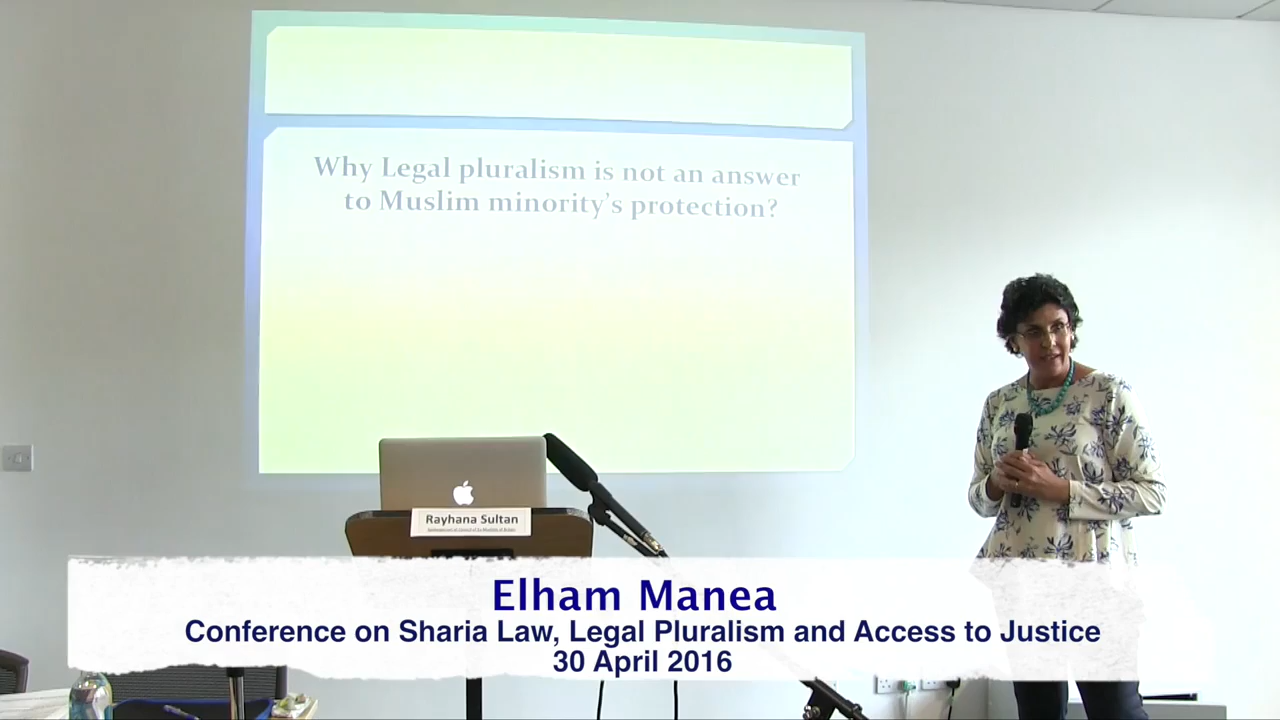 Why Legal pluralism is not an answer
to Muslim minority's protection?
Rayhana Sultan
Elham Manea
Conference on Sharia Law, Legal Pluralism and Access to Justice
30 April 2016